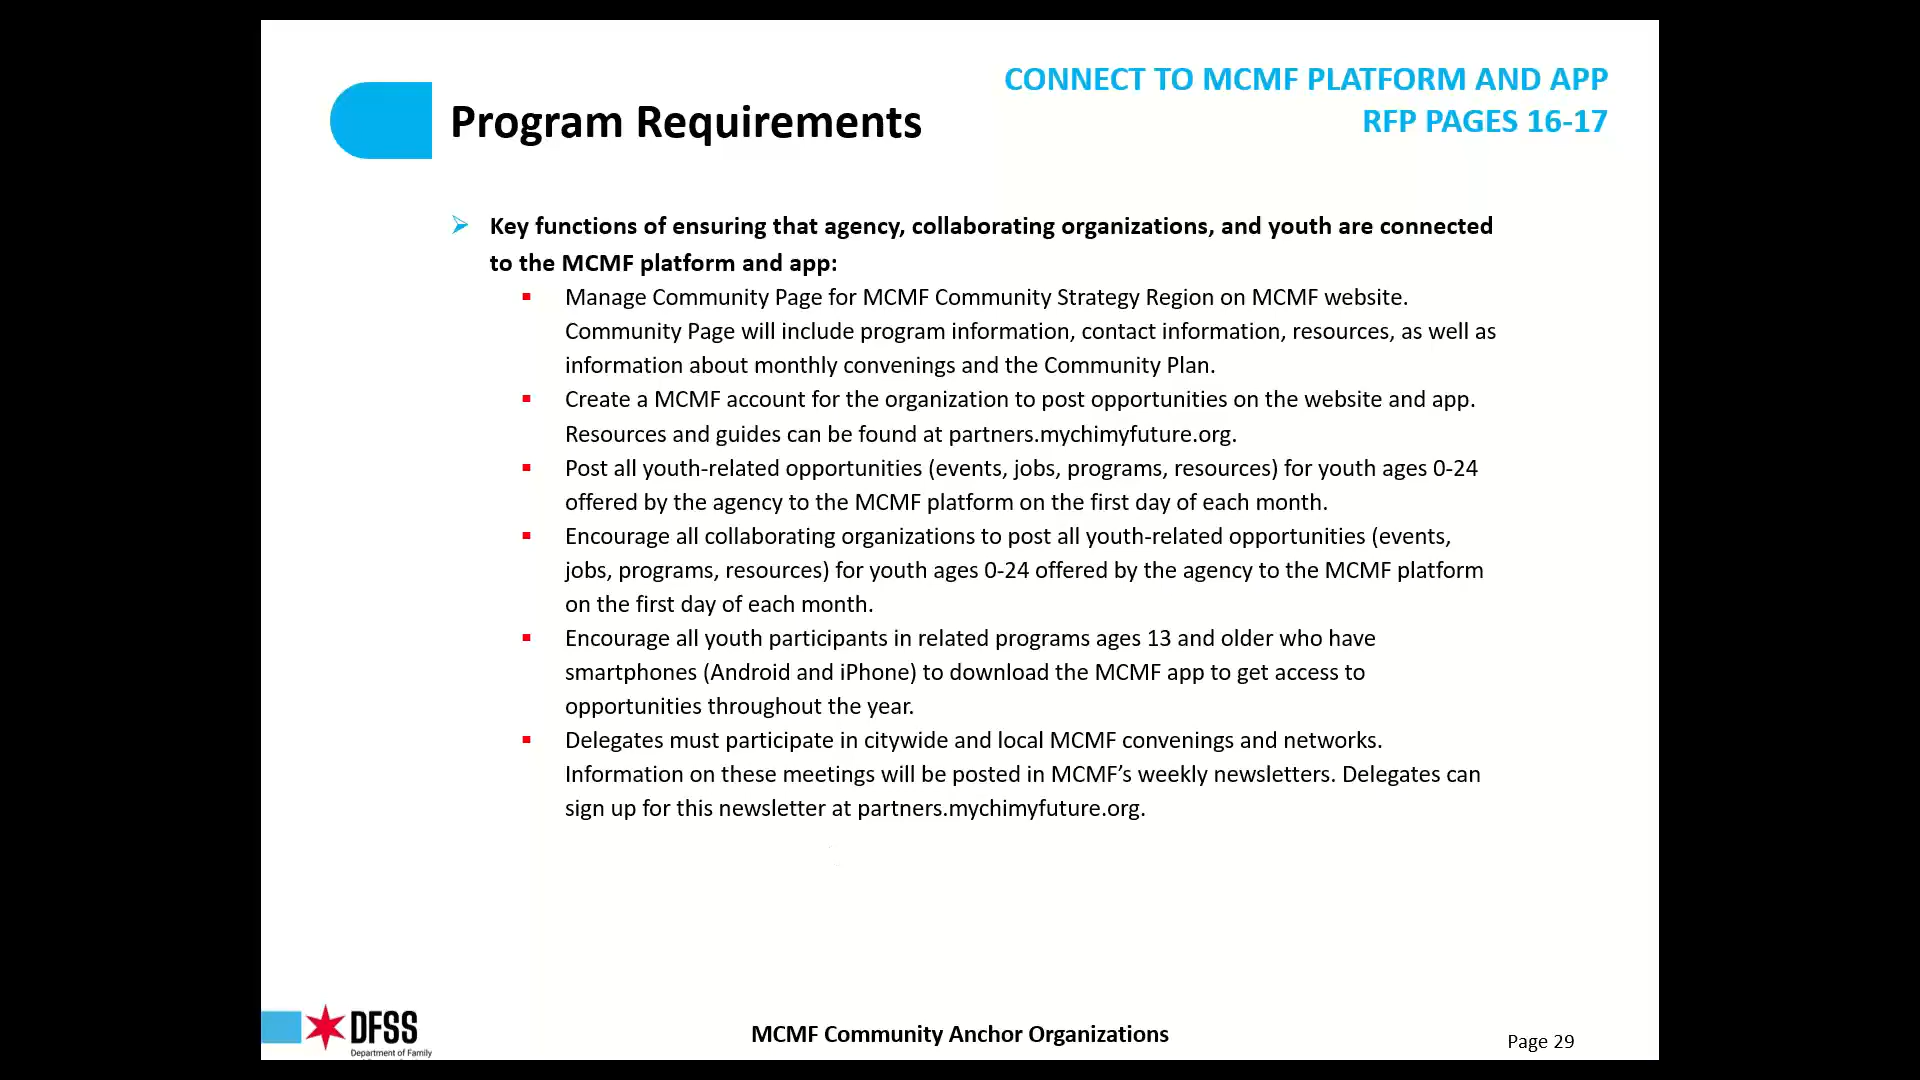 CONNECT TO MCMF PLATFORM AND APP
RFP PAGES 16-17
Program Requirements
Key functions of ensuring that agency, collaborating organizations, and youth are connected
to the MCMF platform and app:
Manage Community Page for MCMF Community Strategy Region on MCMF website.
Community Page will include program information, contact information, resources, as well as
information about monthly convenings and the Community Plan.
Create a MCMF account for the organization to post opportunities on the website and app.
Resources and guides can be found at partners.mychimyfuture.org.
Post all youth-related opportunities (events, jobs, programs, resources) for youth ages 0-24
offered by the agency to the MCMF platform on the first day of each month.
Encourage all collaborating organizations to post all youth-related opportunities (events,
jobs, programs, resources) for youth ages 0-24 offered by the agency to the MCMF platform
on the first day of each month.
Encourage all youth participants in related programs ages 13 and older who have
smartphones (Android and iPhone) to download the MCMF app to get access to
opportunities throughout the year.
Delegates must participate in citywide and local MCMF convenings and networks.
Information on these meetings will be posted in MCMF’s weekly newsletters. Delegates can
sign up for this newsletter at partners.mychimyfuture.org.
DFSS
Department of Family
MCMF Community Anchor Organizations
Page 29